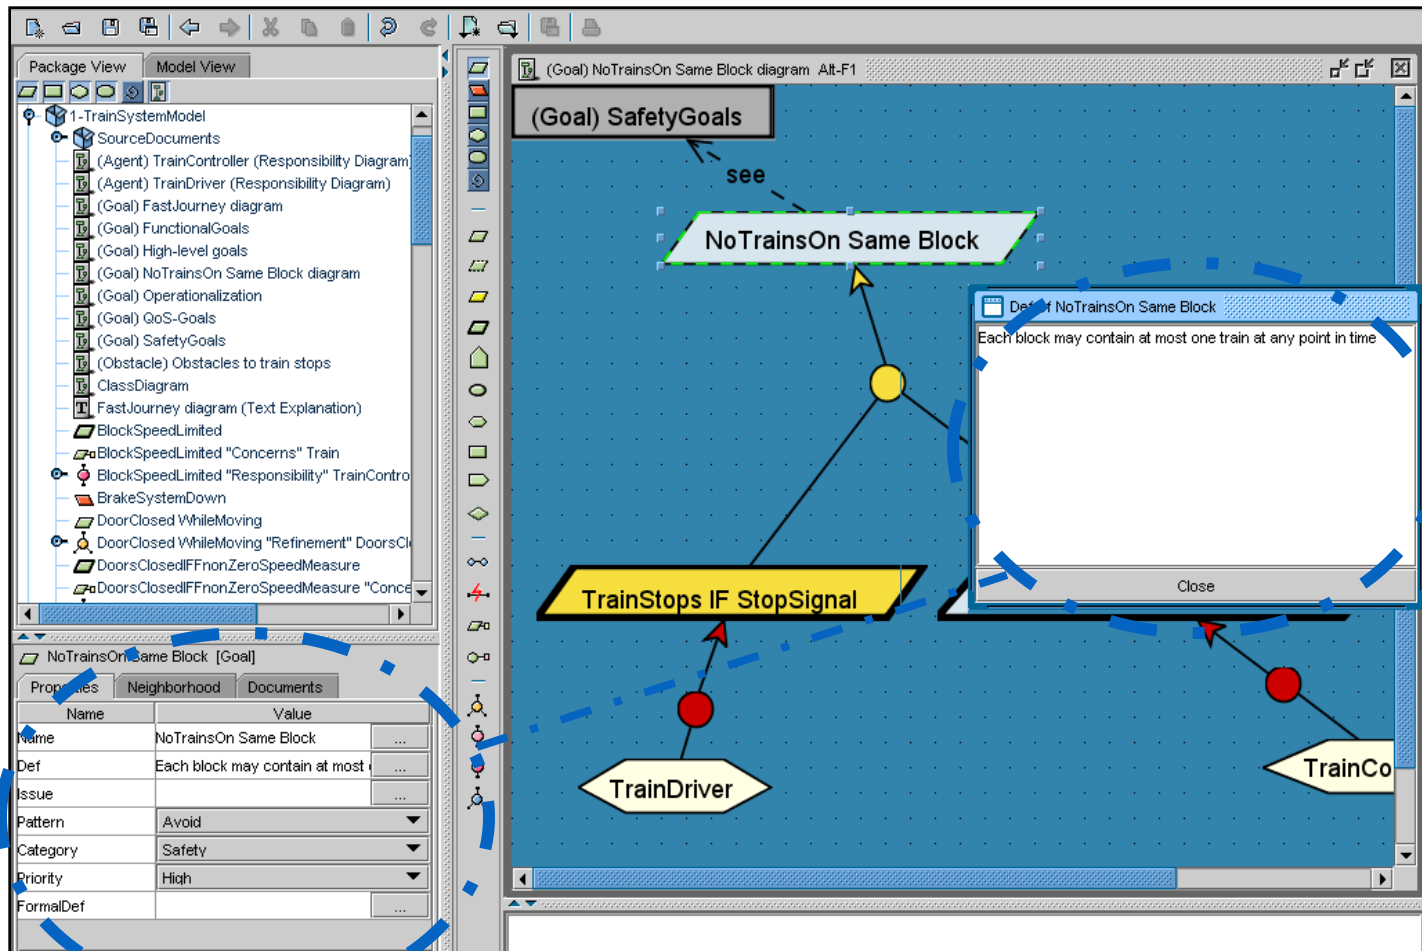 Package View
Model View
1-TrainSystemModel
SourceDocuments
(Agent) TrainController (Responsibility Diagram)
(Agent) TrainDriver (Responsibility Diagram)
(Goal) FastJourney diagram
(Goal) FunctionalGoals
(Goal) High-level goals
(Goal) NoTrainsOn Same Block diagram
(Goal) Operationalization
(Goal) QoS-Goals
(Goal) SafetyGoals
(Obstacle) Obstacles to train stops
ClassDiagram
T FastJourney diagram (Text Explanation)
BlockSpeedLimited
BlockSpeedLimited "Concerns" Train
BlockSpeedLimited "Responsibility" TrainContro
BrakeSystemDown
DoorClosed WhileMoving
DoorClosed WhileMoving "Refinement" DoorsCl
DoorsClosedIFFnonZeroSpeedMeasure
DoorsClosedIFFnonZeroSpeedMeasure "Conce
NoTrainsOn Same Block [Goal]
Properties
Neighborhood
Documents
Name Value
Name NoTrainsOn Same Block ...
Def Each block may contain at most ...
Issue ...
Pattern Avoid
Category Safety
Priority High
FormalDef ...
(Goal) NoTrainsOn Same Block diagram Alt-F1
(Goal) SafetyGoals
see
NoTrainsOn Same Block
Def of NoTrainsOn Same Block
Each block may contain at most one train at any point in time
Close
TrainStops IF StopSignal
TrainDriver
TrainCo